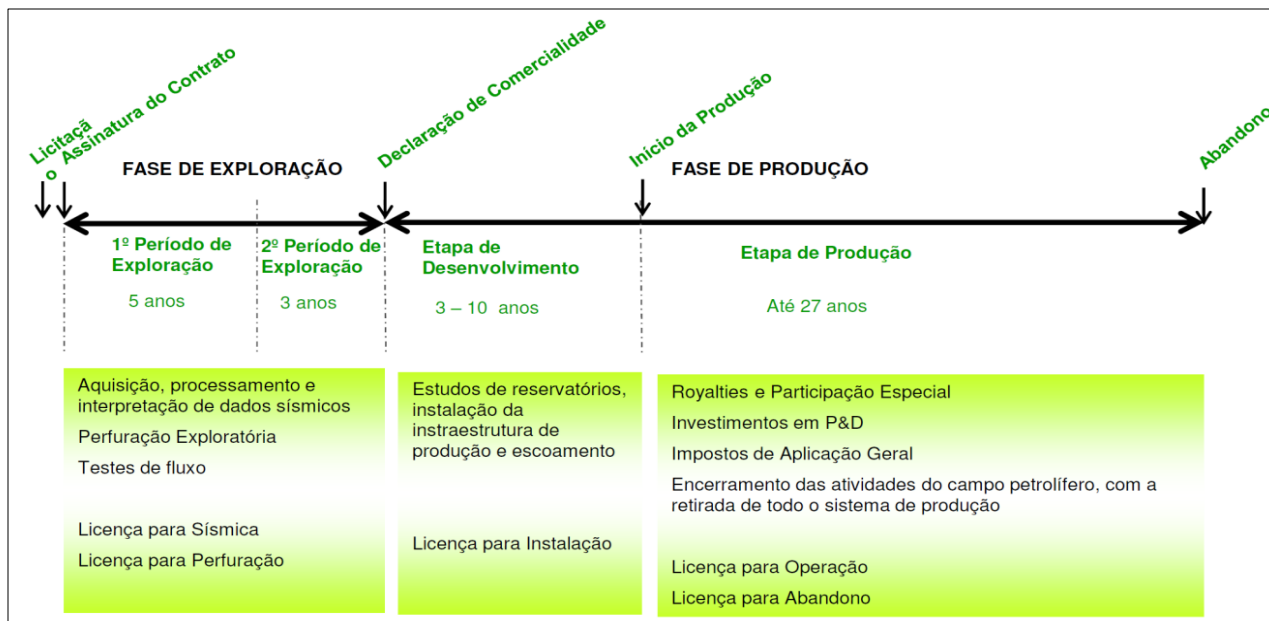 Licitaçã
o
Assinatura do Contrato
Declaração de Comercialidade
Início da Produção
Abandono
FASE DE EXPLORAÇÃO
FASE DE PRODUÇÃO
1º Período de
Exploração
5 anos
2º Período de
Exploração
3 anos
Etapa de
Desenvolvimento
3 – 10 anos
Etapa de Produção
Até 27 anos
Aquisição, processamento e
interpretação de dados sísmicos
Perfuração Exploratória
Testes de fluxo
Licença para Sísmica
Licença para Perfuração
Estudos de reservatórios,
instalação da
instraestrutura de
produção e escoamento
Licença para Instalação
Royalties e Participação Especial
Investimentos em P&D
Impostos de Aplicação Geral
Encerramento das atividades do campo petrolífero, com a
retirada de todo o sistema de produção
Licença para Operação
Licença para Abandono